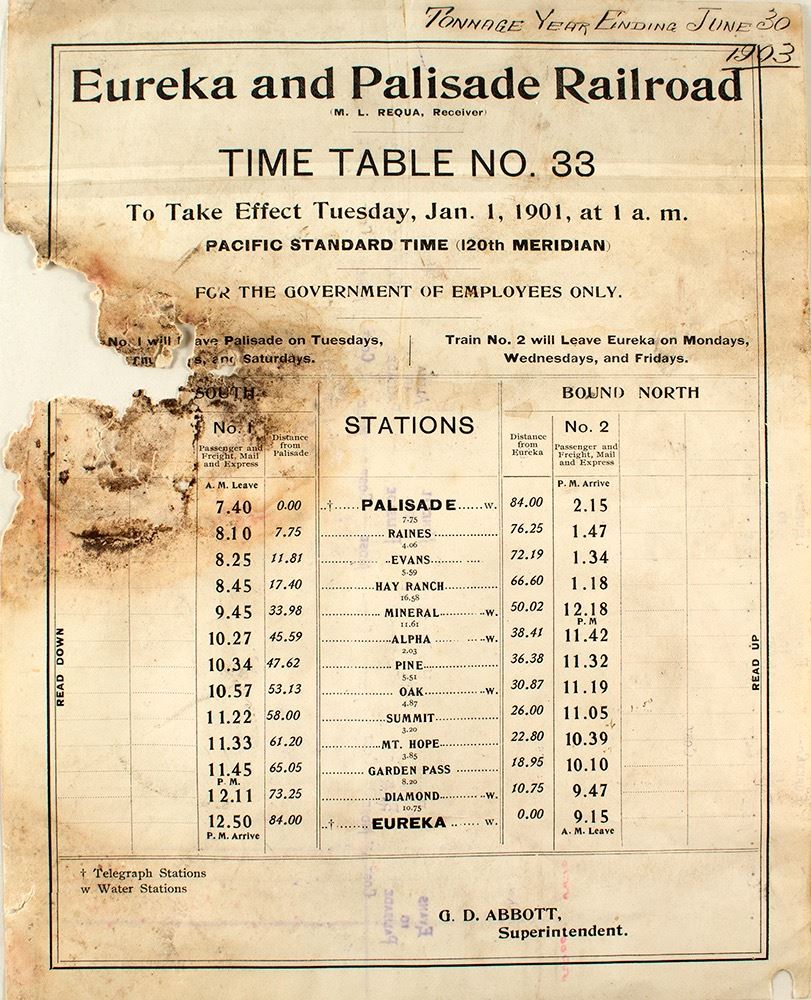 TONNAGE YEAR ENDING JUNE 30
1903
Eureka and Palisade Railroad
(M. L. REQUA, Receiver)
TIME TABLE NO. 33
To Take Effect Tuesday, Jan. 1, 1901, at 1 a. m.
PACIFIC STANDARD TIME (120th MERIDIAN)
FOR THE GOVERNMENT OF EMPLOYEES ONLY.
No. 1 will ave Palisade on Tuesdays,
s, and Saturdays.
Train No. 2 will Leave Eureka on Mondays,
Wednesdays, and Fridays.
SOUTH BOUND NORTH
No. 1 Distance from Palisade STATIONS Distance from Eureka No. 2
Passenger and Freight, Mail and Express Passenger and Freight, Mail and Express
A. M. Leave P. M. Arrive
7.40 0.00 ..†......PALISADE......w. 84.00 2.15
7.75
8.10 7.75 RAINES 76.25 1.47
4.06
8.25 11.81 EVANS 72.19 1.34
5.59
8.45 17.40 HAY RANCH 66.60 1.18
16.58
9.45 33.98 MINERAL w. 50.02 12.18
11.61 P. M
10.27 45.59 ALPHA w. 38.41 11.42
2.03
10.34 47.62 PINE 36.38 11.32
5.51
10.57 53.13 OAK w. 30.87 11.19
4.87
11.22 58.00 SUMMIT 26.00 11.05
3.20
11.33 61.20 MT. HOPE 22.80 10.39
3.85
11.45 65.05 GARDEN PASS 18.95 10.10
P. M. 8.20
12.11 73.25 DIAMOND w. 10.75 9.47
10.75
12.50 84.00 ..†......EUREKA...... w. 0.00 9.15
P. M. Arrive A. M. Leave
READ DOWN
READ UP
† Telegraph Stations
w Water Stations
G. D. ABBOTT,
Superintendent.